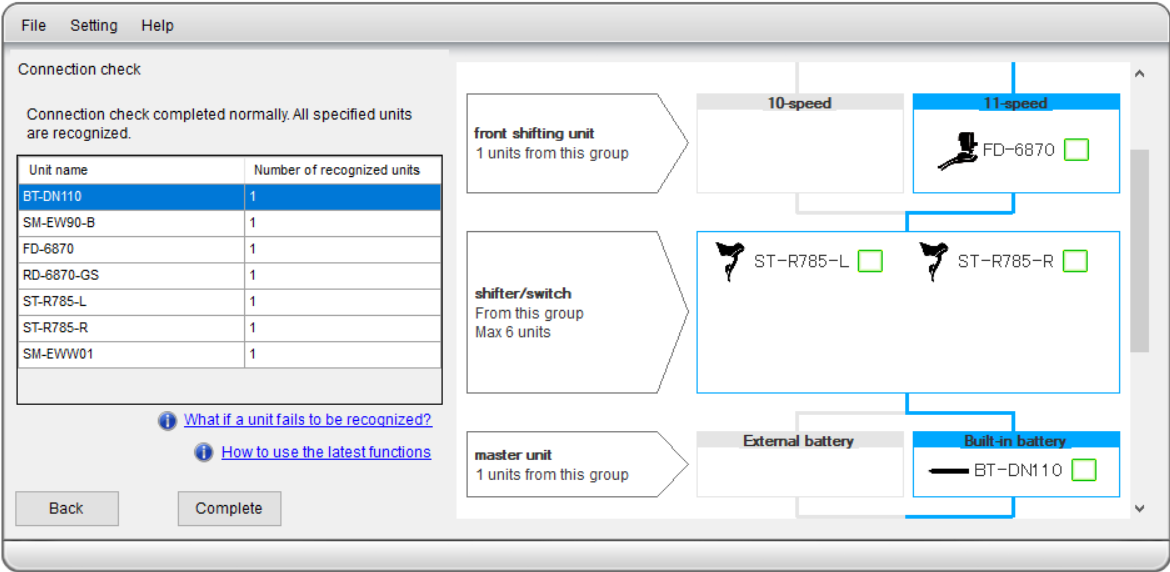 File Setting Help
Connection check
Connection check completed normally. All specified units
are recognized.
Unit name Number of recognized units
BT-DN110 1
SM-EW90-B 1
FD-6870 1
RD-6870-GS 1
ST-R785-L 1
ST-R785-R 1
SM-EWW01 1
What if a unit fails to be recognized?
How to use the latest functions
Back Complete
10-speed 11-speed
front shifting unit
1 units from this group
FD-6870
ST-R785-L ST-R785-R
shifter/switch
From this group
Max 6 units
External battery Built-in battery
master unit
1 units from this group
BT-DN110